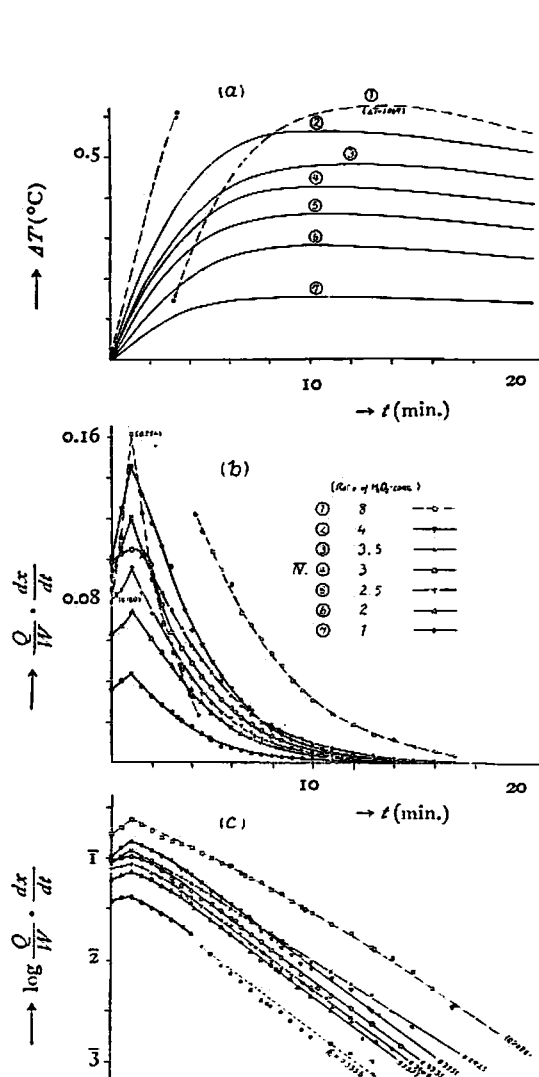 (a)
①
②
③
④
⑤
⑥
⑦
0.5
→ ΔT (°C)
10
20
→ t (min.)
0.16
(b)
(Ratio of H₂O₂-conc.)
① 8
② 4
③ 3.5
IV. ④ 3
⑤ 2.5
⑥ 2
⑦ 1
0.08
→ Q/W · dx/dt
10
20
→ t (min.)
(c)
1̄
2̄
3̄
→ log Q/W · dx/dt